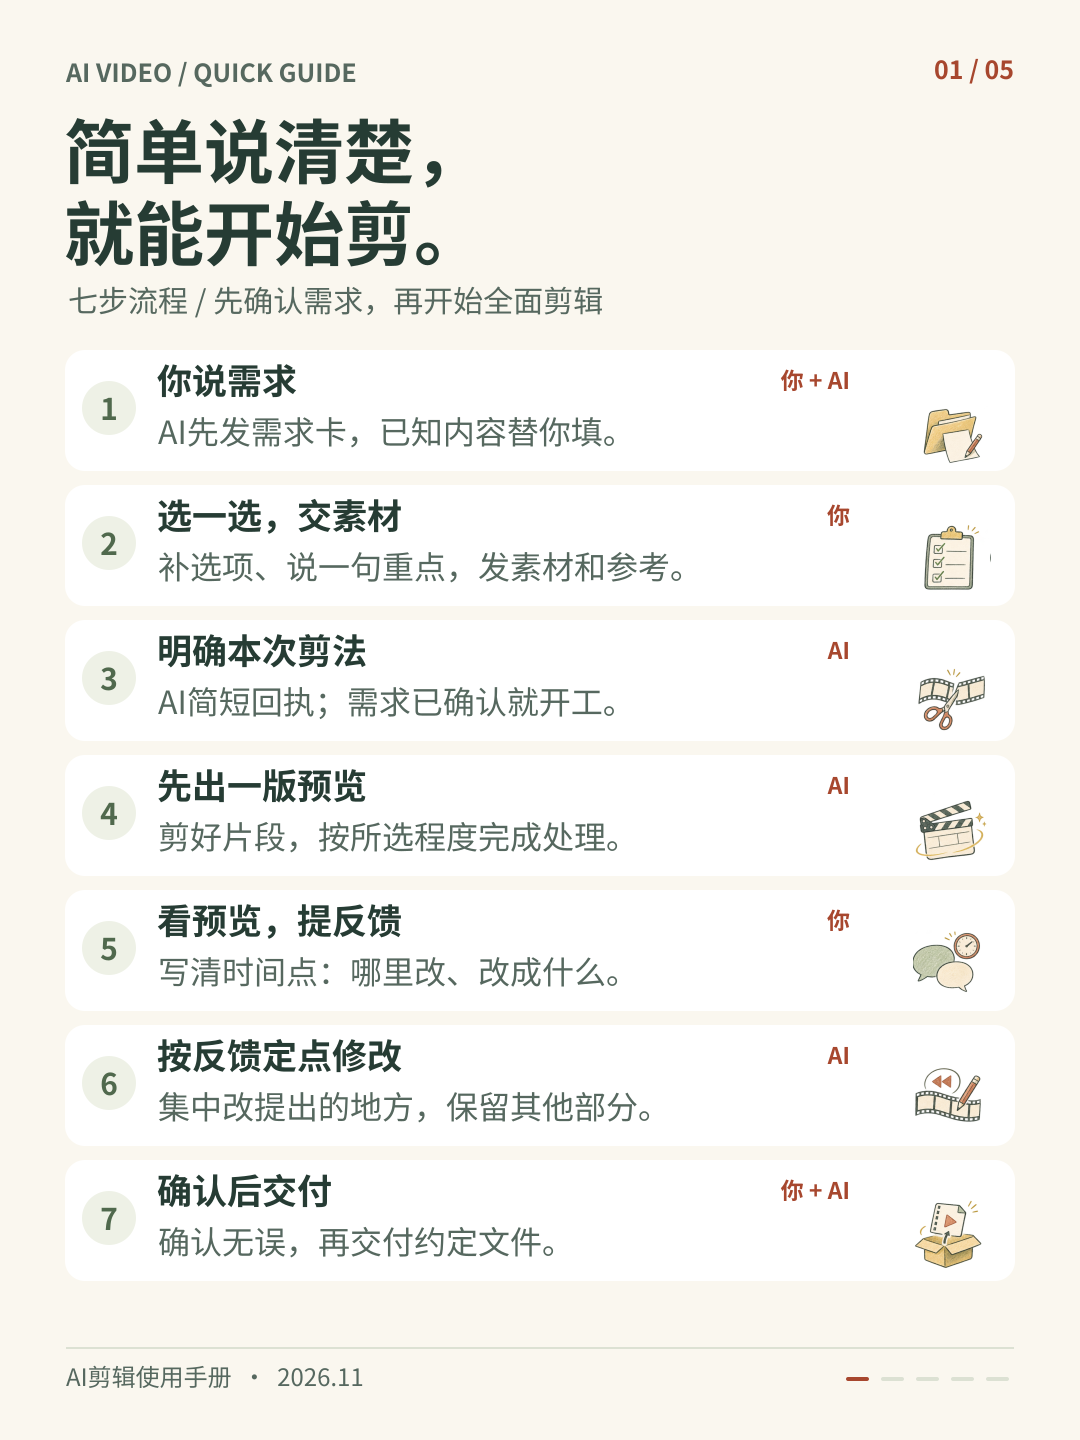 AI VIDEO / QUICK GUIDE
01 / 05
简单说清楚，
就能开始剪。
七步流程 / 先确认需求，再开始全面剪辑
1
你说需求
你 + AI
AI先发需求卡，已知内容替你填。
2
选一选，交素材
你
补选项、说一句重点，发素材和参考。
3
明确本次剪法
AI
AI简短回执；需求已确认就开工。
4
先出一版预览
AI
剪好片段，按所选程度完成处理。
5
看预览，提反馈
你
写清时间点：哪里改、改成什么。
6
按反馈定点修改
AI
集中改提出的地方，保留其他部分。
7
确认后交付
你 + AI
确认无误，再交付约定文件。
AI剪辑使用手册 · 2026.11